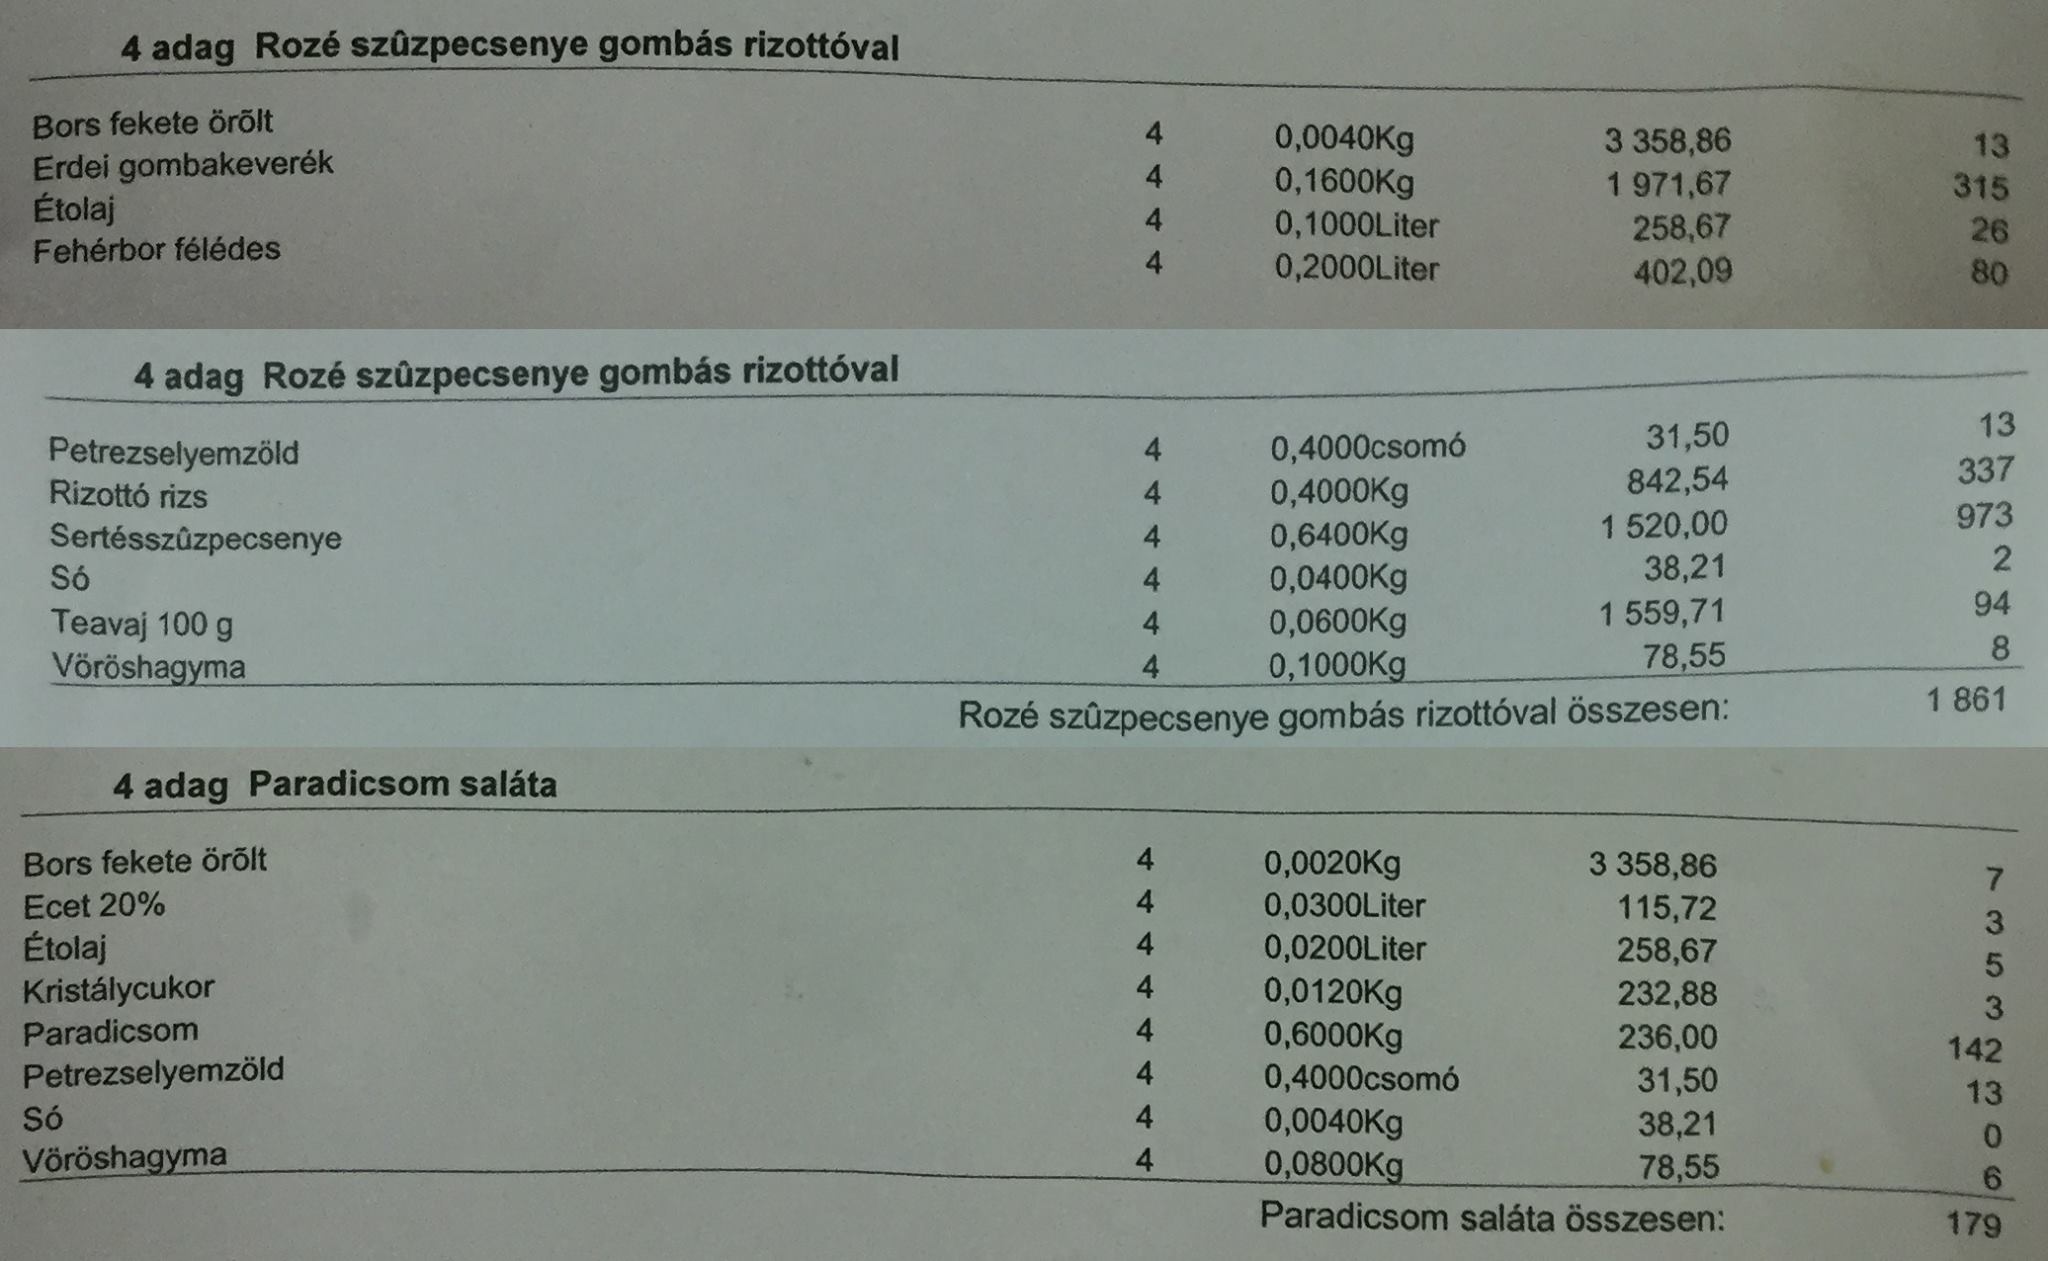 4 adag Rozé szûzpecsenye gombás rizottóval
Bors fekete örõlt 4 0,0040Kg 3 358,86 13
Erdei gombakeverék 4 0,1600Kg 1 971,67 315
Étolaj 4 0,1000Liter 258,67 26
Fehérbor félédes 4 0,2000Liter 402,09 80
4 adag Rozé szûzpecsenye gombás rizottóval
Petrezselyemzöld 4 0,4000csomó 31,50 13
Rizottó rizs 4 0,4000Kg 842,54 337
Sertésszûzpecsenye 4 0,6400Kg 1 520,00 973
Só 4 0,0400Kg 38,21 2
Teavaj 100 g 4 0,0600Kg 1 559,71 94
Vöröshagyma 4 0,1000Kg 78,55 8
Rozé szûzpecsenye gombás rizottóval összesen: 1 861
4 adag Paradicsom saláta
Bors fekete örõlt 4 0,0020Kg 3 358,86 7
Ecet 20% 4 0,0300Liter 115,72 3
Étolaj 4 0,0200Liter 258,67 5
Kristálycukor 4 0,0120Kg 232,88 3
Paradicsom 4 0,6000Kg 236,00 142
Petrezselyemzöld 4 0,4000csomó 31,50 13
Só 4 0,0040Kg 38,21 0
Vöröshagyma 4 0,0800Kg 78,55 6
Paradicsom saláta összesen: 179